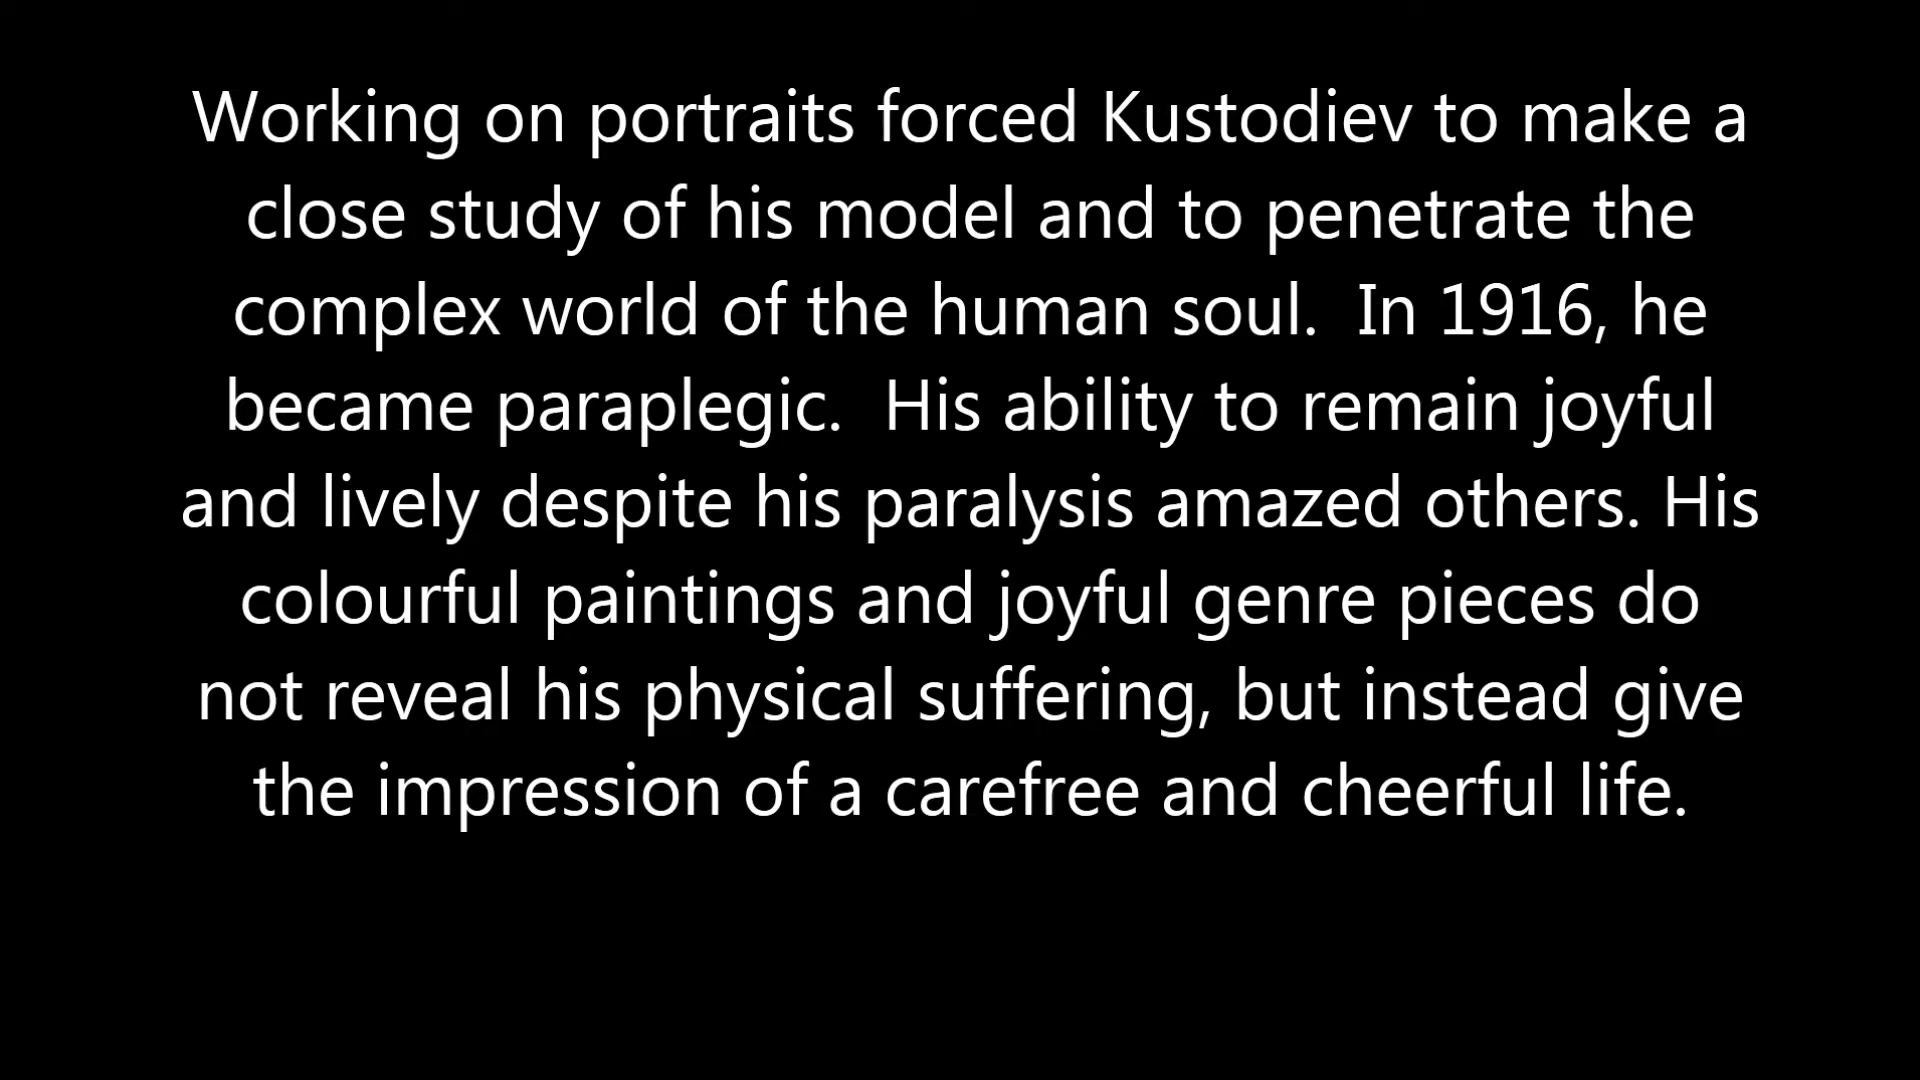 Working on portraits forced Kustodiev to make a
close study of his model and to penetrate the
complex world of the human soul.  In 1916, he
became paraplegic.  His ability to remain joyful
and lively despite his paralysis amazed others. His
colourful paintings and joyful genre pieces do
not reveal his physical suffering, but instead give
the impression of a carefree and cheerful life.